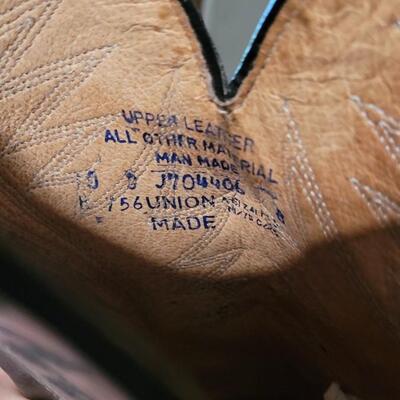 UPPER LEATHER
ALL OTHER MATERIAL
MAN MADE
D J704406
756 UNION
MADE